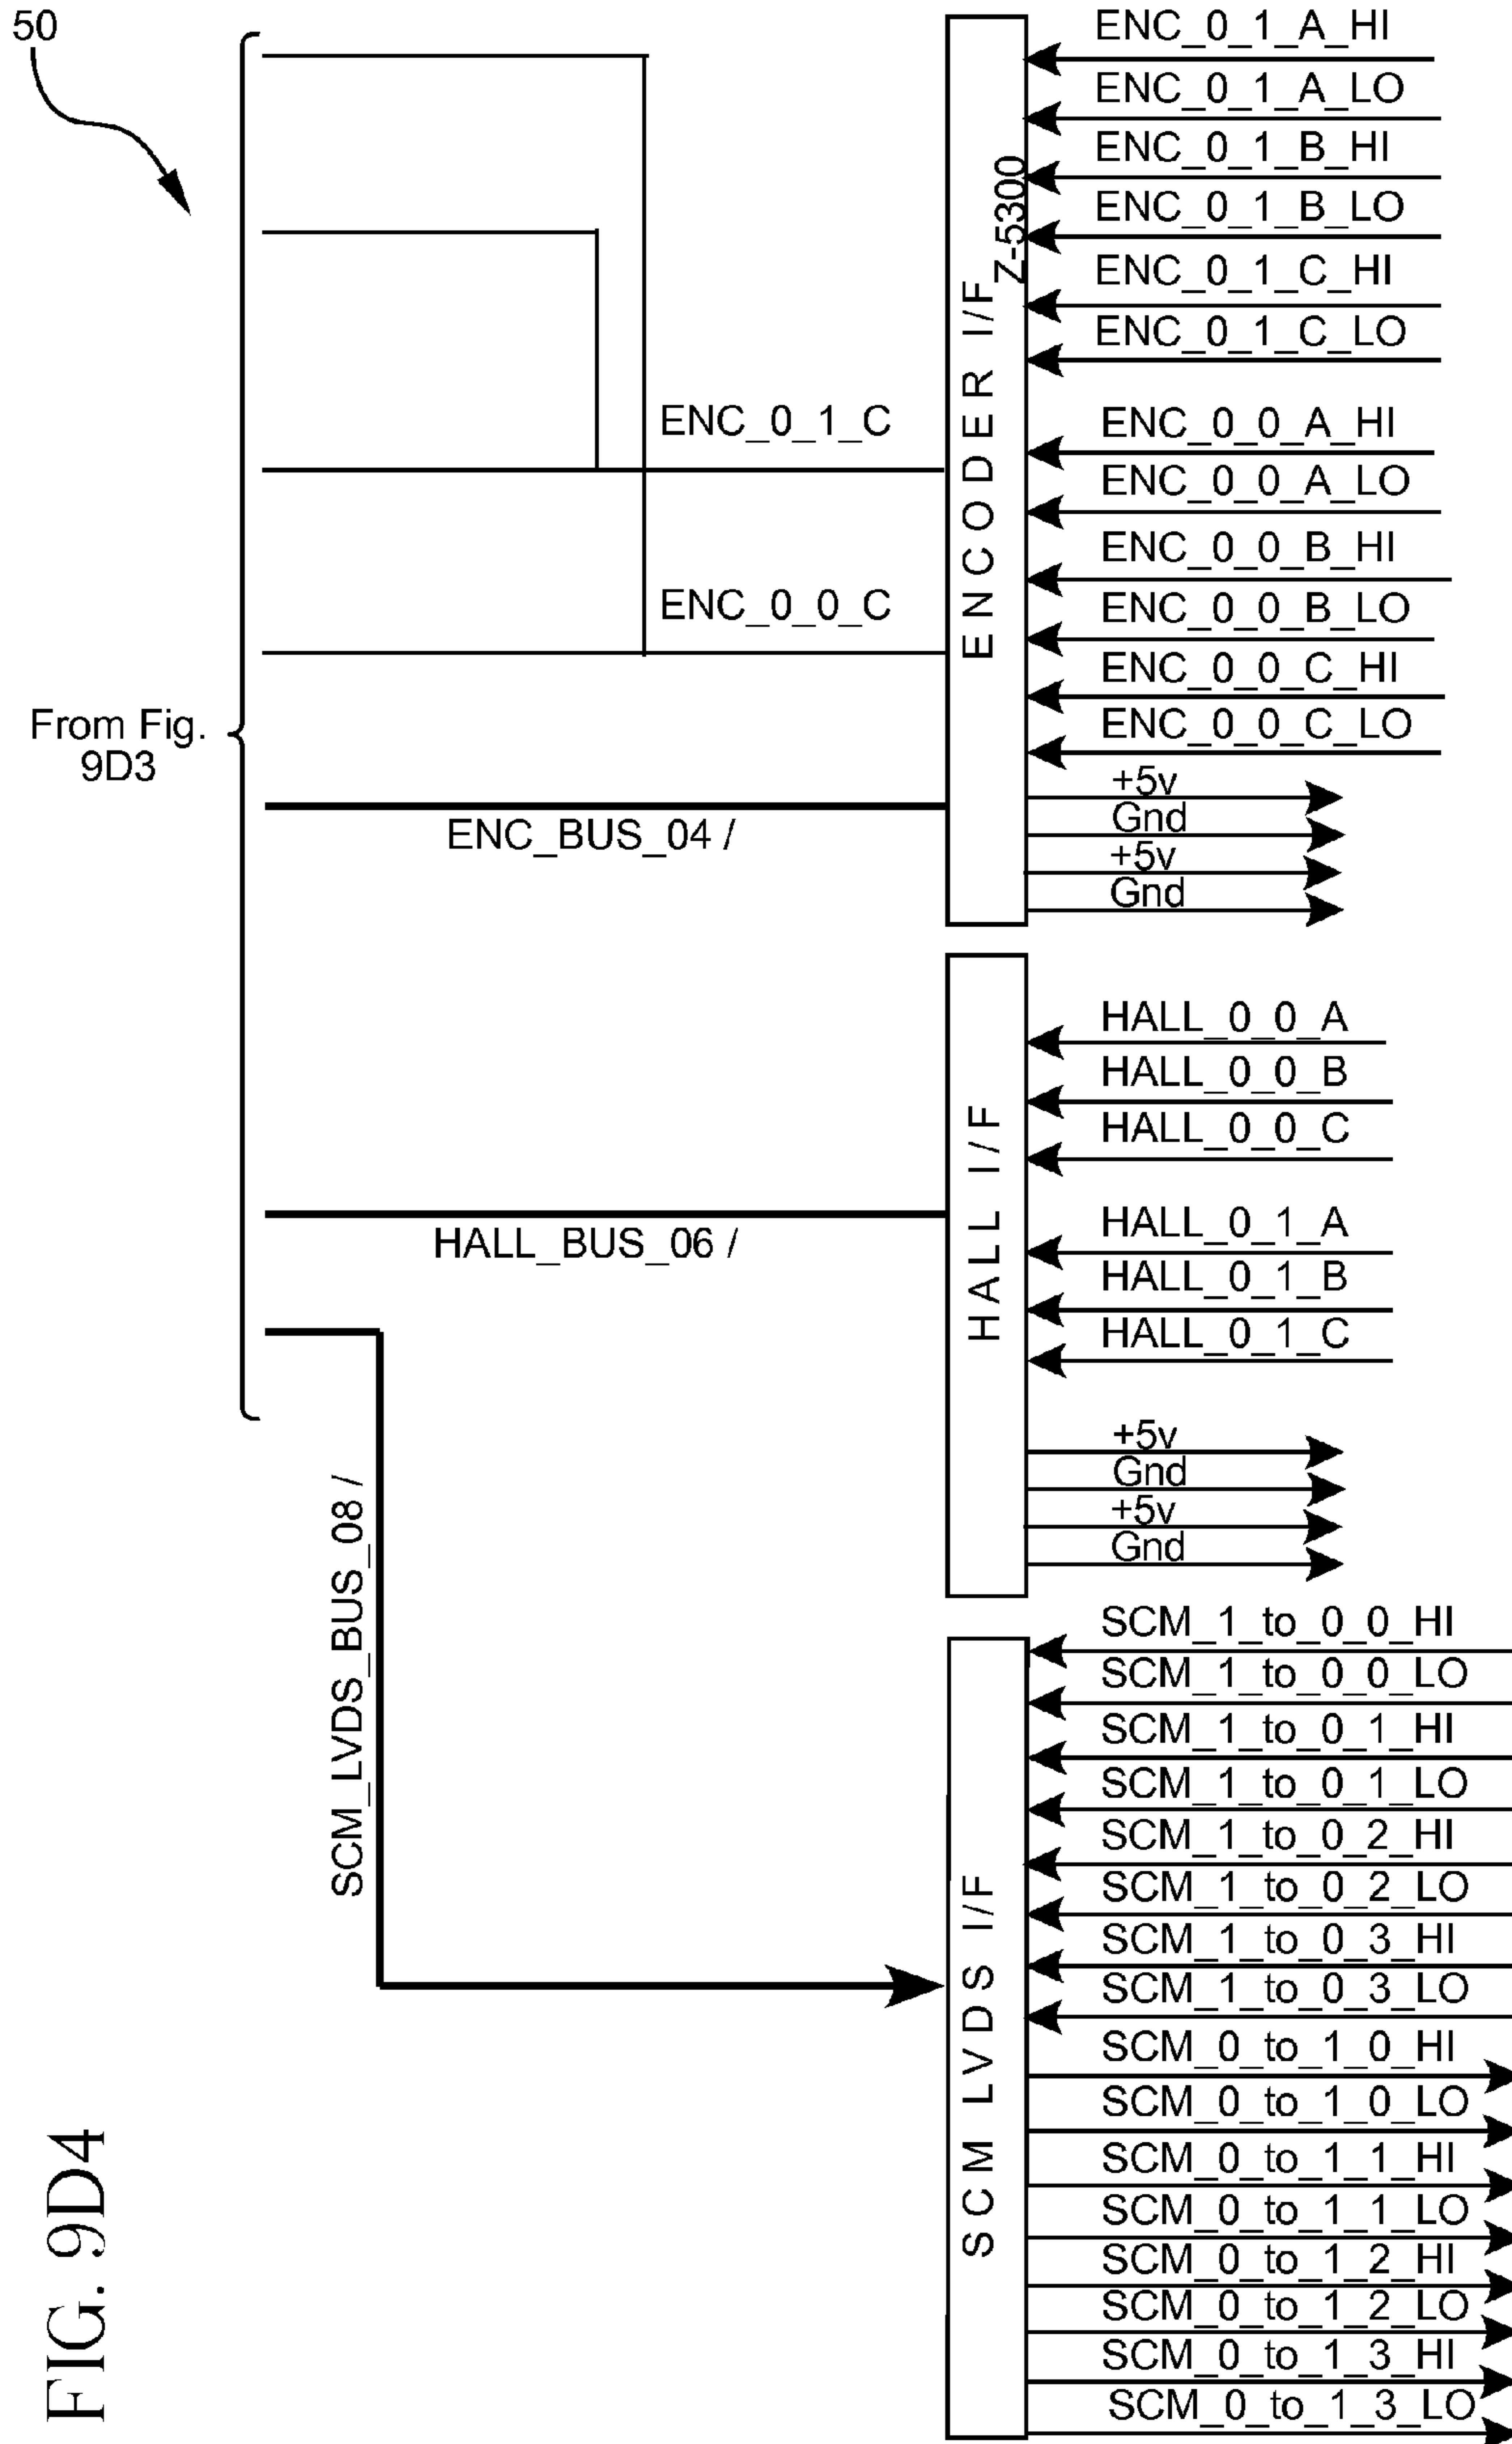 50
From Fig.
9D3
ENC_0_1_C
ENC_0_0_C
ENC_BUS_04 /
HALL_BUS_06 /
SCM_LVDS_BUS_08 /
ENCODER I/F
Z-5300
ENC_0_1_A_HI
ENC_0_1_A_LO
ENC_0_1_B_HI
ENC_0_1_B_LO
ENC_0_1_C_HI
ENC_0_1_C_LO
ENC_0_0_A_HI
ENC_0_0_A_LO
ENC_0_0_B_HI
ENC_0_0_B_LO
ENC_0_0_C_HI
ENC_0_0_C_LO
+5v
Gnd
+5v
Gnd
HALL I/F
HALL_0_0_A
HALL_0_0_B
HALL_0_0_C
HALL_0_1_A
HALL_0_1_B
HALL_0_1_C
+5v
Gnd
+5v
Gnd
SCM LVDS I/F
SCM_1_to_0_0_HI
SCM_1_to_0_0_LO
SCM_1_to_0_1_HI
SCM_1_to_0_1_LO
SCM_1_to_0_2_HI
SCM_1_to_0_2_LO
SCM_1_to_0_3_HI
SCM_1_to_0_3_LO
SCM_0_to_1_0_HI
SCM_0_to_1_0_LO
SCM_0_to_1_1_HI
SCM_0_to_1_1_LO
SCM_0_to_1_2_HI
SCM_0_to_1_2_LO
SCM_0_to_1_3_HI
SCM_0_to_1_3_LO
FIG. 9D4